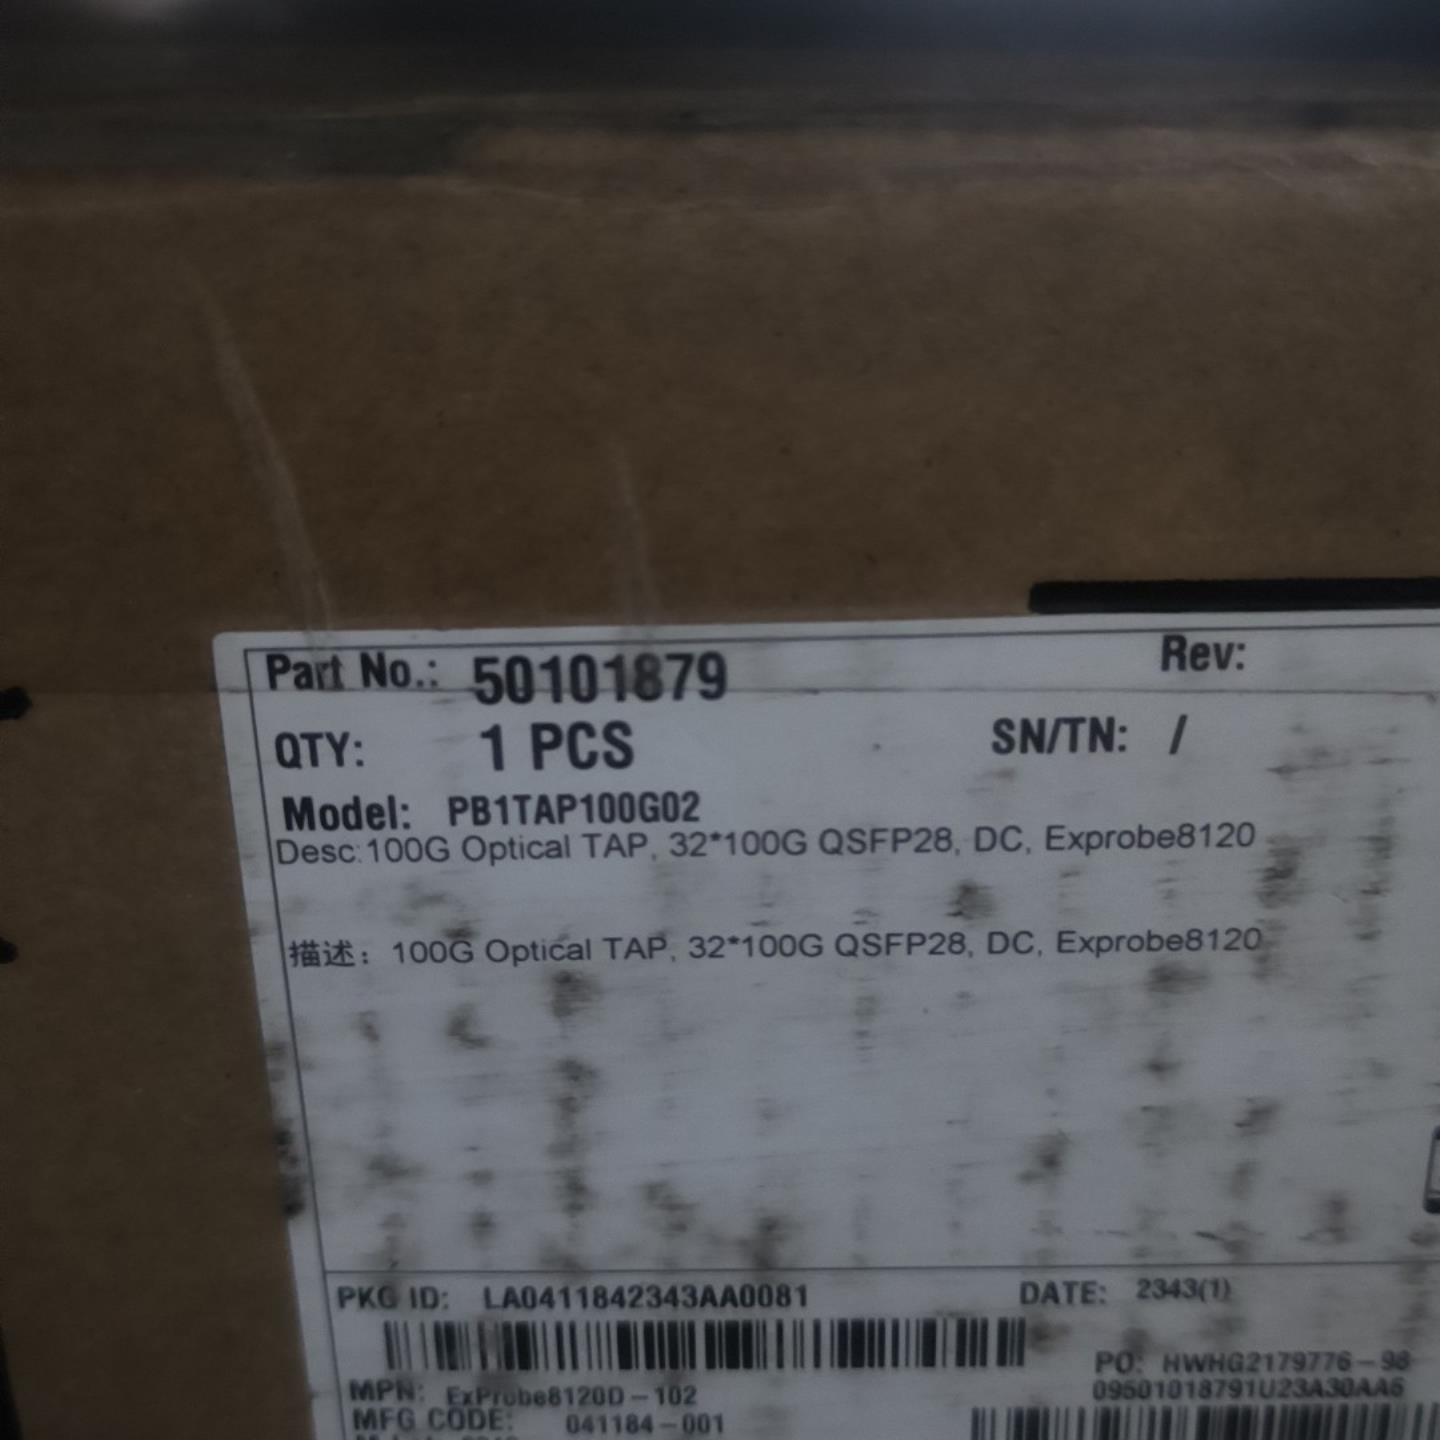 Part No.: 50101879 Rev:
QTY: 1 PCS SN/TN: /
Model: PB1TAP100G02
Desc:100G Optical TAP, 32*100G QSFP28, DC, Exprobe8120
描述：100G Optical TAP, 32*100G QSFP28, DC, Exprobe8120
PKG ID: LA0411842343AA0081 DATE: 2343(1)
PO: HWHG2179776-98
MPN: ExProbe8120D-102 09501018791U23A30AA6
MFG CODE: 041184-001